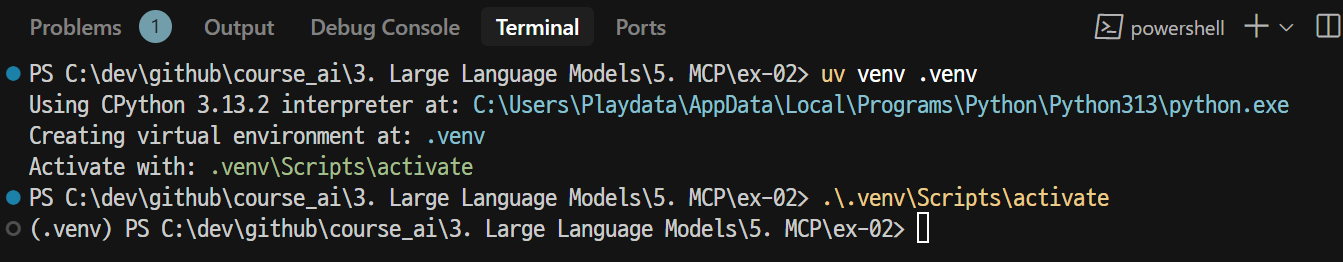 Problems 1 Output Debug Console Terminal Ports powershell
PS C:\dev\github\course_ai\3. Large Language Models\5. MCP\ex-02> uv venv .venv
Using CPython 3.13.2 interpreter at: C:\Users\Playdata\AppData\Local\Programs\Python\Python313\python.exe
Creating virtual environment at: .venv
Activate with: .venv\Scripts\activate
PS C:\dev\github\course_ai\3. Large Language Models\5. MCP\ex-02> .\.venv\Scripts\activate
(.venv) PS C:\dev\github\course_ai\3. Large Language Models\5. MCP\ex-02>